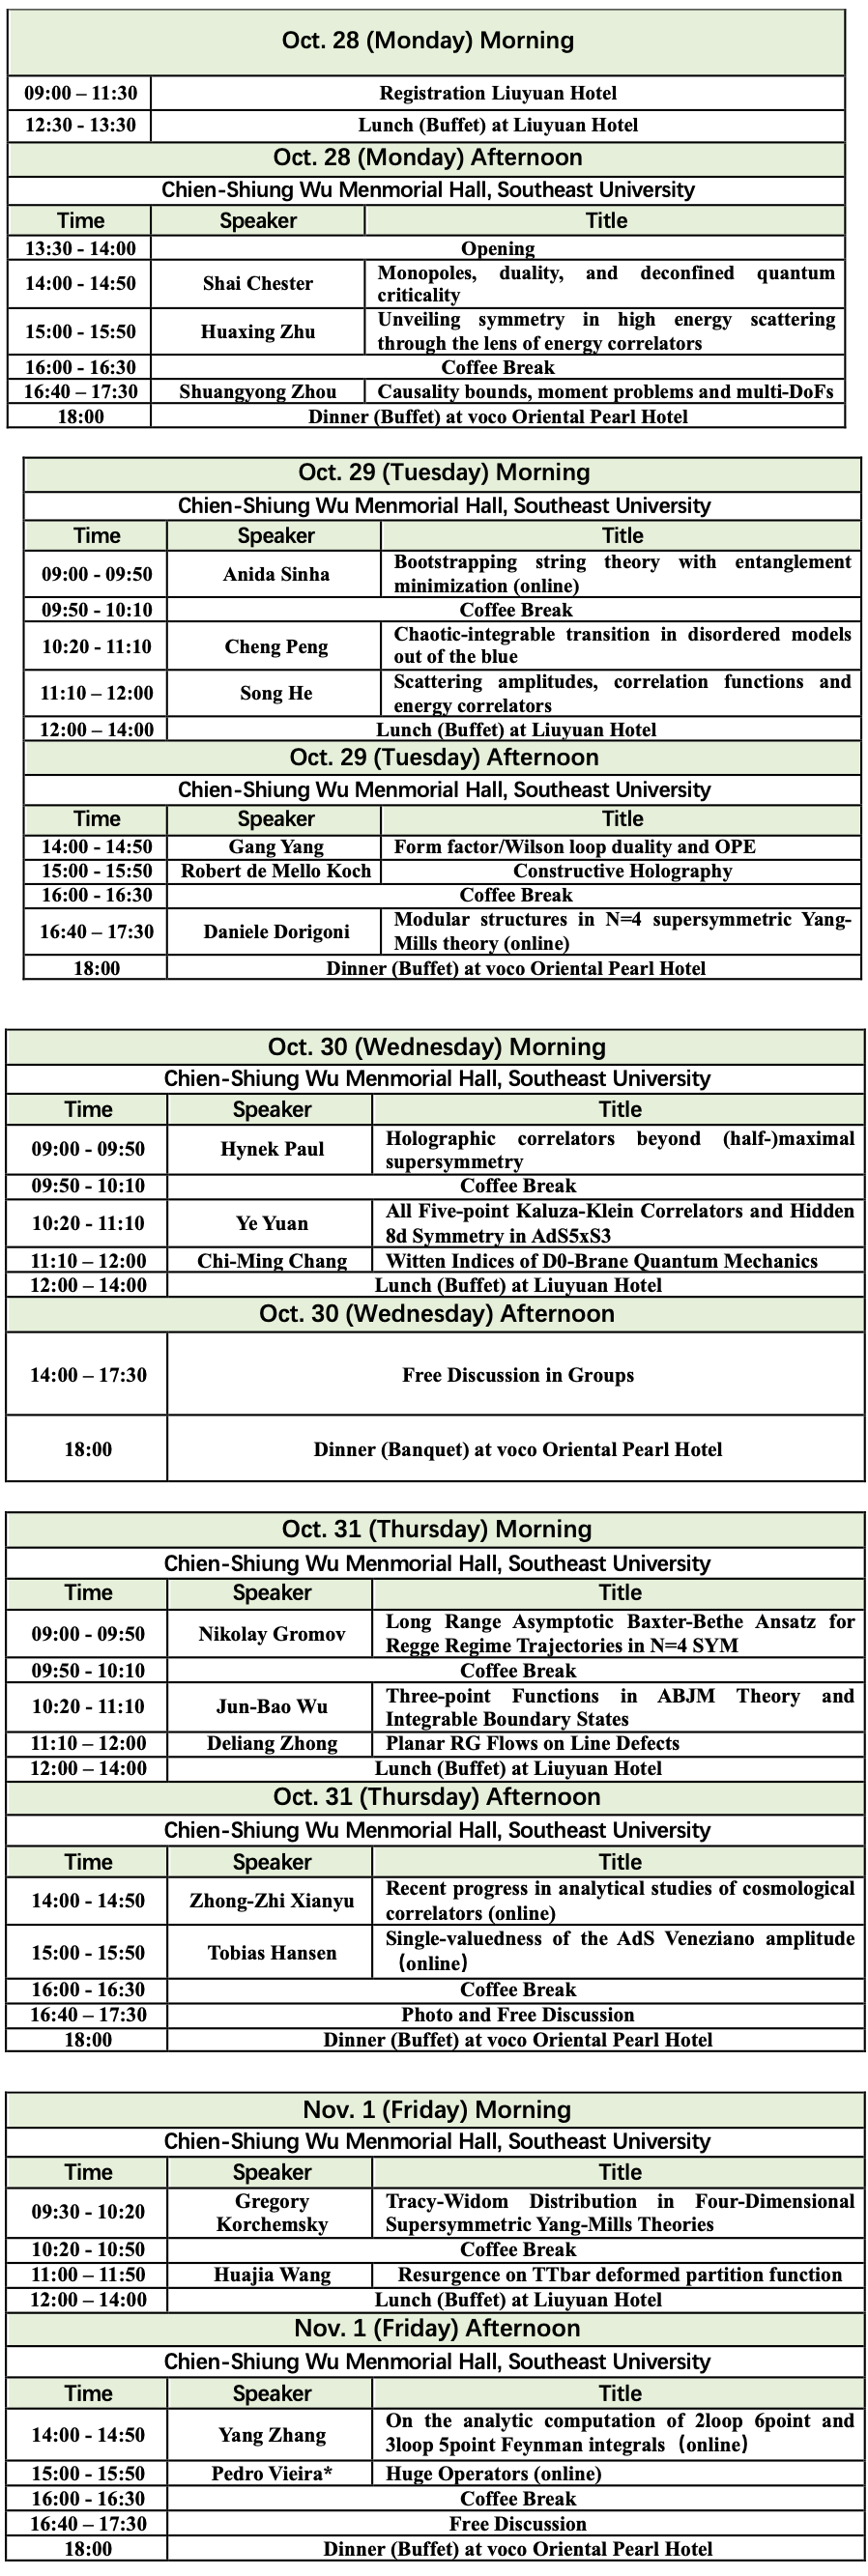 Oct. 28 (Monday) Morning
09:00 – 11:30 Registration Liuyuan Hotel
12:30 - 13:30 Lunch (Buffet) at Liuyuan Hotel
Oct. 28 (Monday) Afternoon
Chien-Shiung Wu Menmorial Hall, Southeast University
Time Speaker Title
13:30 - 14:00 Opening
14:00 - 14:50 Shai Chester Monopoles, duality, and deconfined quantum
criticality
15:00 - 15:50 Huaxing Zhu Unveiling symmetry in high energy scattering
through the lens of energy correlators
16:00 - 16:30 Coffee Break
16:40 – 17:30 Shuangyong Zhou Causality bounds, moment problems and multi-DoFs
18:00 Dinner (Buffet) at voco Oriental Pearl Hotel
Oct. 29 (Tuesday) Morning
Chien-Shiung Wu Menmorial Hall, Southeast University
Time Speaker Title
09:00 - 09:50 Anida Sinha Bootstrapping string theory with entanglement
minimization (online)
09:50 - 10:10 Coffee Break
10:20 - 11:10 Cheng Peng Chaotic-integrable transition in disordered models
out of the blue
11:10 – 12:00 Song He Scattering amplitudes, correlation functions and
energy correlators
12:00 – 14:00 Lunch (Buffet) at Liuyuan Hotel
Oct. 29 (Tuesday) Afternoon
Chien-Shiung Wu Menmorial Hall, Southeast University
Time Speaker Title
14:00 - 14:50 Gang Yang Form factor/Wilson loop duality and OPE
15:00 - 15:50 Robert de Mello Koch Constructive Holography
16:00 - 16:30 Coffee Break
16:40 – 17:30 Daniele Dorigoni Modular structures in N=4 supersymmetric Yang-
Mills theory (online)
18:00 Dinner (Buffet) at voco Oriental Pearl Hotel
Oct. 30 (Wednesday) Morning
Chien-Shiung Wu Menmorial Hall, Southeast University
Time Speaker Title
09:00 - 09:50 Hynek Paul Holographic correlators beyond (half-)maximal
supersymmetry
09:50 - 10:10 Coffee Break
10:20 - 11:10 Ye Yuan All Five-point Kaluza-Klein Correlators and Hidden
8d Symmetry in AdS5xS3
11:10 – 12:00 Chi-Ming Chang Witten Indices of D0-Brane Quantum Mechanics
12:00 – 14:00 Lunch (Buffet) at Liuyuan Hotel
Oct. 30 (Wednesday) Afternoon
14:00 – 17:30 Free Discussion in Groups
18:00 Dinner (Banquet) at voco Oriental Pearl Hotel
Oct. 31 (Thursday) Morning
Chien-Shiung Wu Menmorial Hall, Southeast University
Time Speaker Title
09:00 - 09:50 Nikolay Gromov Long Range Asymptotic Baxter-Bethe Ansatz for
Regge Regime Trajectories in N=4 SYM
09:50 - 10:10 Coffee Break
10:20 - 11:10 Jun-Bao Wu Three-point Functions in ABJM Theory and
Integrable Boundary States
11:10 – 12:00 Deliang Zhong Planar RG Flows on Line Defects
12:00 – 14:00 Lunch (Buffet) at Liuyuan Hotel
Oct. 31 (Thursday) Afternoon
Chien-Shiung Wu Menmorial Hall, Southeast University
Time Speaker Title
14:00 - 14:50 Zhong-Zhi Xianyu Recent progress in analytical studies of cosmological
correlators (online)
15:00 - 15:50 Tobias Hansen Single-valuedness of the AdS Veneziano amplitude
（online）
16:00 - 16:30 Coffee Break
16:40 – 17:30 Photo and Free Discussion
18:00 Dinner (Buffet) at voco Oriental Pearl Hotel
Nov. 1 (Friday) Morning
Chien-Shiung Wu Menmorial Hall, Southeast University
Time Speaker Title
09:30 - 10:20 Gregory Korchemsky Tracy-Widom Distribution in Four-Dimensional
Supersymmetric Yang-Mills Theories
10:20 - 10:50 Coffee Break
11:00 – 11:50 Huajia Wang Resurgence on TTbar deformed partition function
12:00 – 14:00 Lunch (Buffet) at Liuyuan Hotel
Nov. 1 (Friday) Afternoon
Chien-Shiung Wu Menmorial Hall, Southeast University
Time Speaker Title
14:00 - 14:50 Yang Zhang On the analytic computation of 2loop 6point and
3loop 5point Feynman integrals（online）
15:00 - 15:50 Pedro Vieira* Huge Operators (online)
16:00 - 16:30 Coffee Break
16:40 – 17:30 Free Discussion
18:00 Dinner (Buffet) at voco Oriental Pearl Hotel